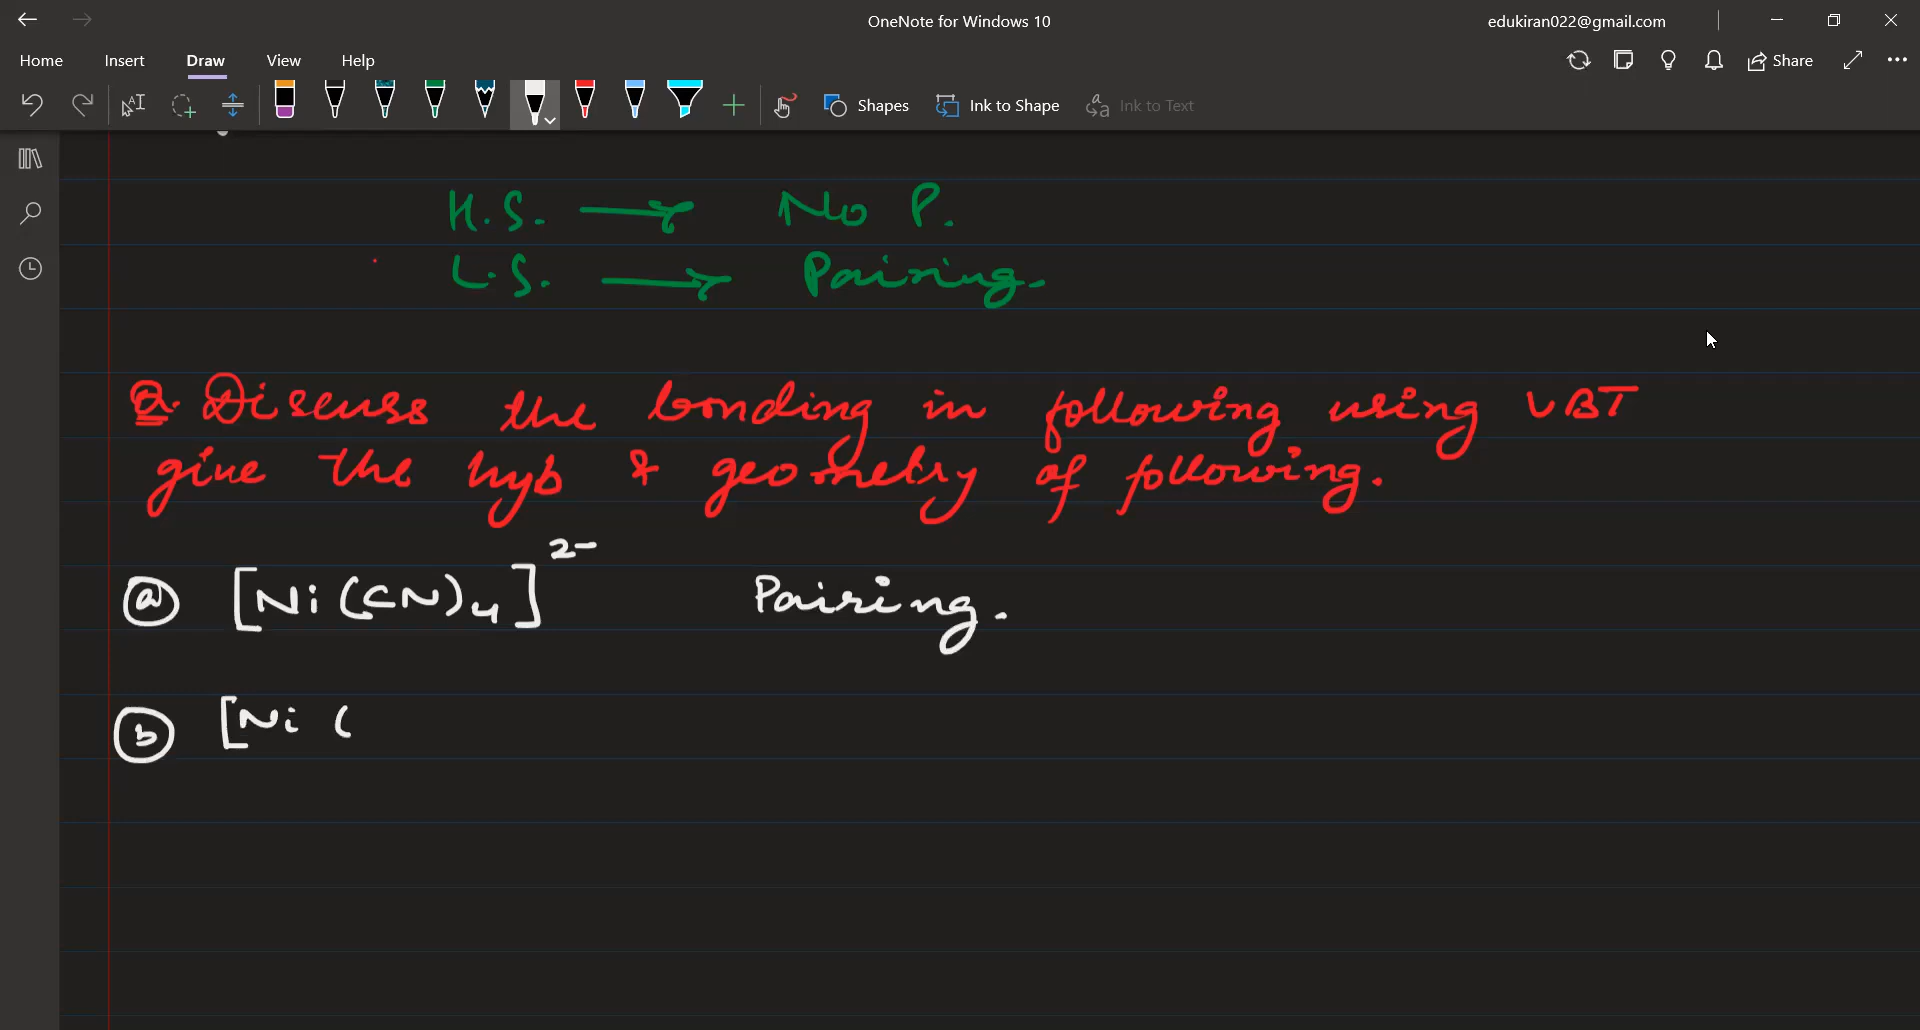 OneNote for Windows 10
edukiran022@gmail.com
Home Insert Draw View Help
Share
Shapes Ink to Shape Ink to Text
H.S. → No P.
L.S. → Pairing.
Q. Discuss the bonding in following using VBT
give the hyb & geometry of following.
(a) [Ni(CN)4]2- Pairing.
(b) [Ni (